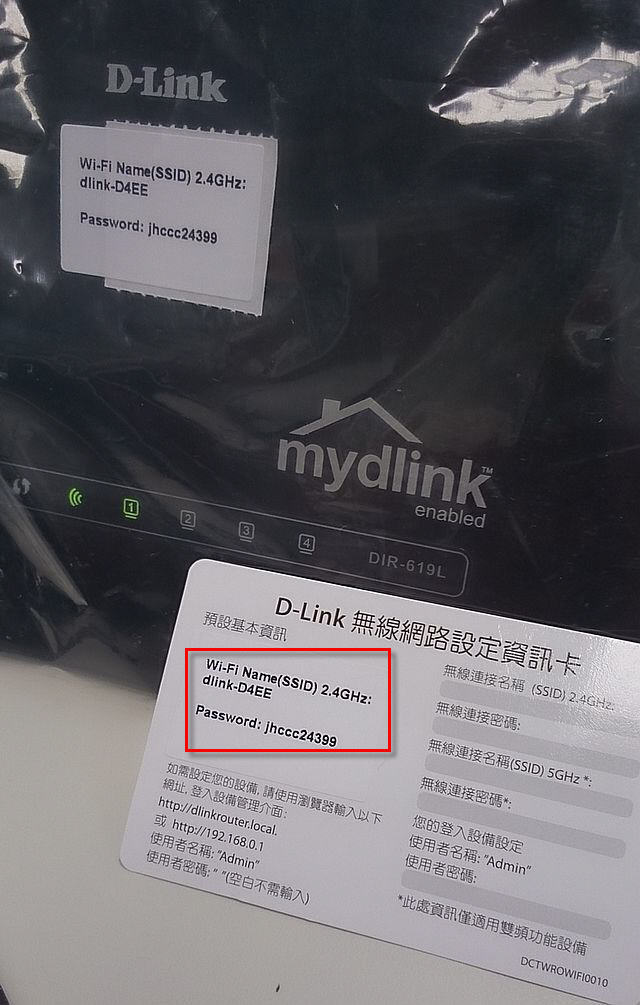 D-Link
Wi-Fi Name(SSID) 2.4GHz:
dlink-D4EE
Password: jhccc24399
mydlink™
enabled
1
2
3
4
DIR-619L
D-Link 無線網路設定資訊卡
預設基本資訊
Wi-Fi Name(SSID) 2.4GHz:
dlink-D4EE
Password: jhccc24399
如需設定您的設備, 請使用瀏覽器輸入以下
網址, 登入設備管理介面:
http://dlinkrouter.local.
或 http://192.168.0.1
使用者名稱: "Admin"
使用者密碼: " "(空白不需輸入)
無線連接名稱 (SSID) 2.4GHz:
無線連接密碼:
無線連接名稱(SSID) 5GHz *:
無線連接密碼*:
您的登入設備設定
使用者名稱: "Admin"
使用者密碼:
*此處資訊僅適用雙頻功能設備
DCTWROWIFI0010